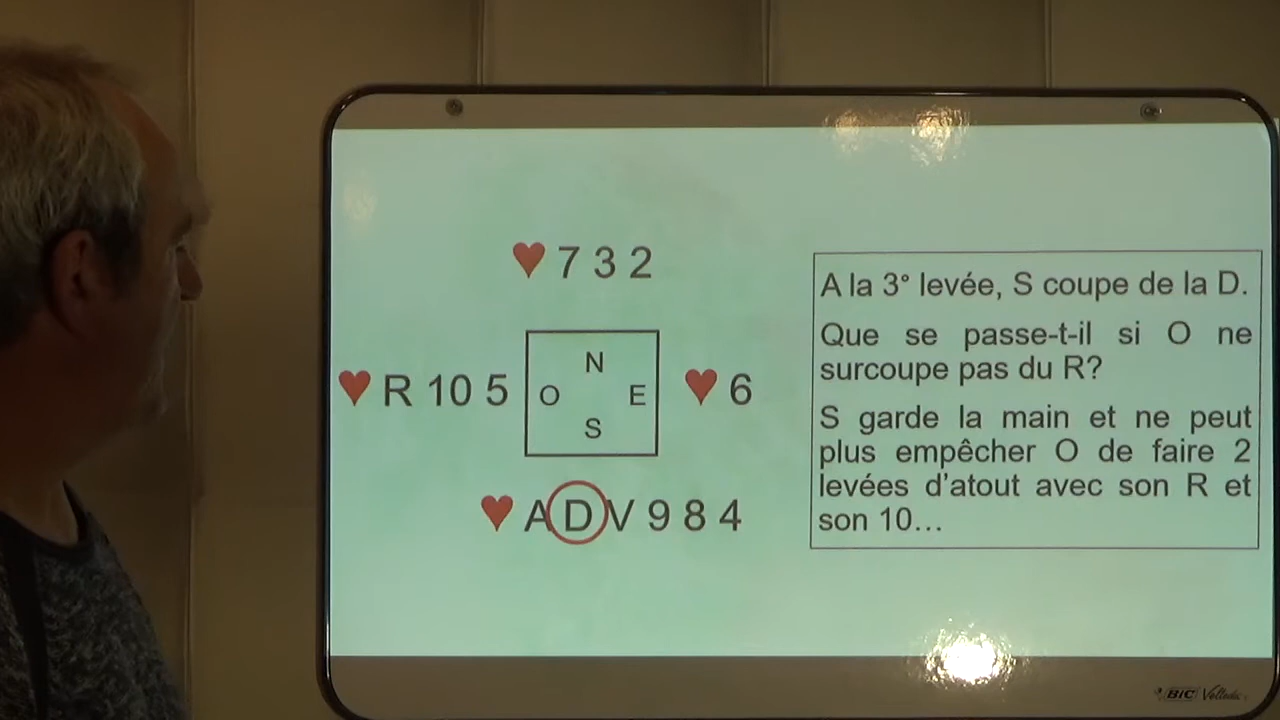 ♥ 7 3 2
♥ R 10 5
N
O E
S
♥ 6
♥ A D V 9 8 4
A la 3° levée, S coupe de la D.
Que se passe-t-il si O ne
surcoupe pas du R?
S garde la main et ne peut
plus empêcher O de faire 2
levées d'atout avec son R et
son 10...
BIC Velleda